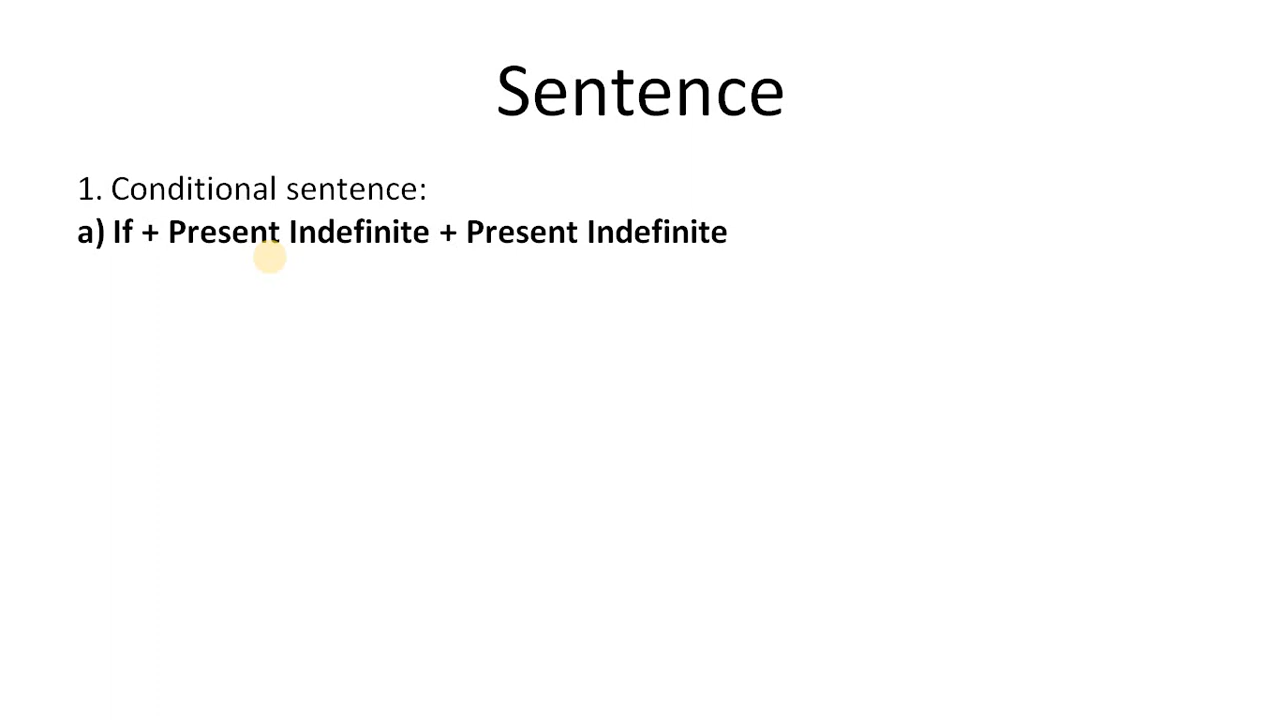 Sentence
1. Conditional sentence:
a) If + Present Indefinite + Present Indefinite